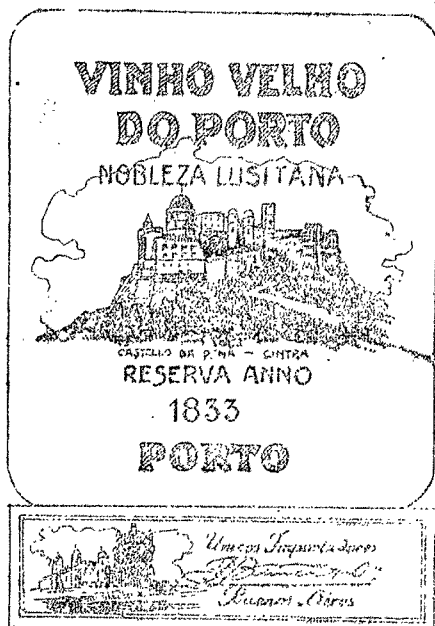 VINHO VELHO
DO PORTO
NOBLEZA LUSITANA
CASTELLO DA PENA - CINTRA
RESERVA ANNO
1833
PORTO
Unicos Importadores
Buenos Aires